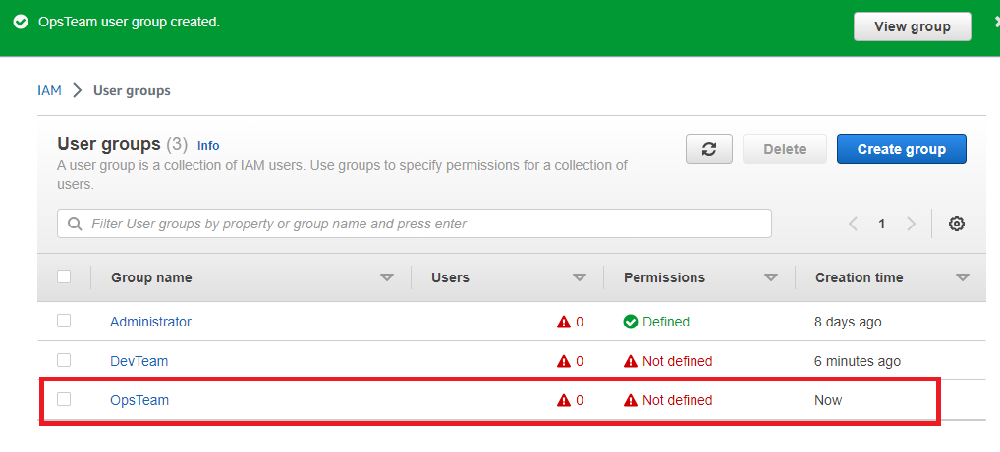 OpsTeam user group created.
View group
IAM > User groups
User groups (3) Info
A user group is a collection of IAM users. Use groups to specify permissions for a collection of
users.
Delete
Create group
Filter User groups by property or group name and press enter
1
Group name Users Permissions Creation time
Administrator 0 Defined 8 days ago
DevTeam 0 Not defined 6 minutes ago
OpsTeam 0 Not defined Now